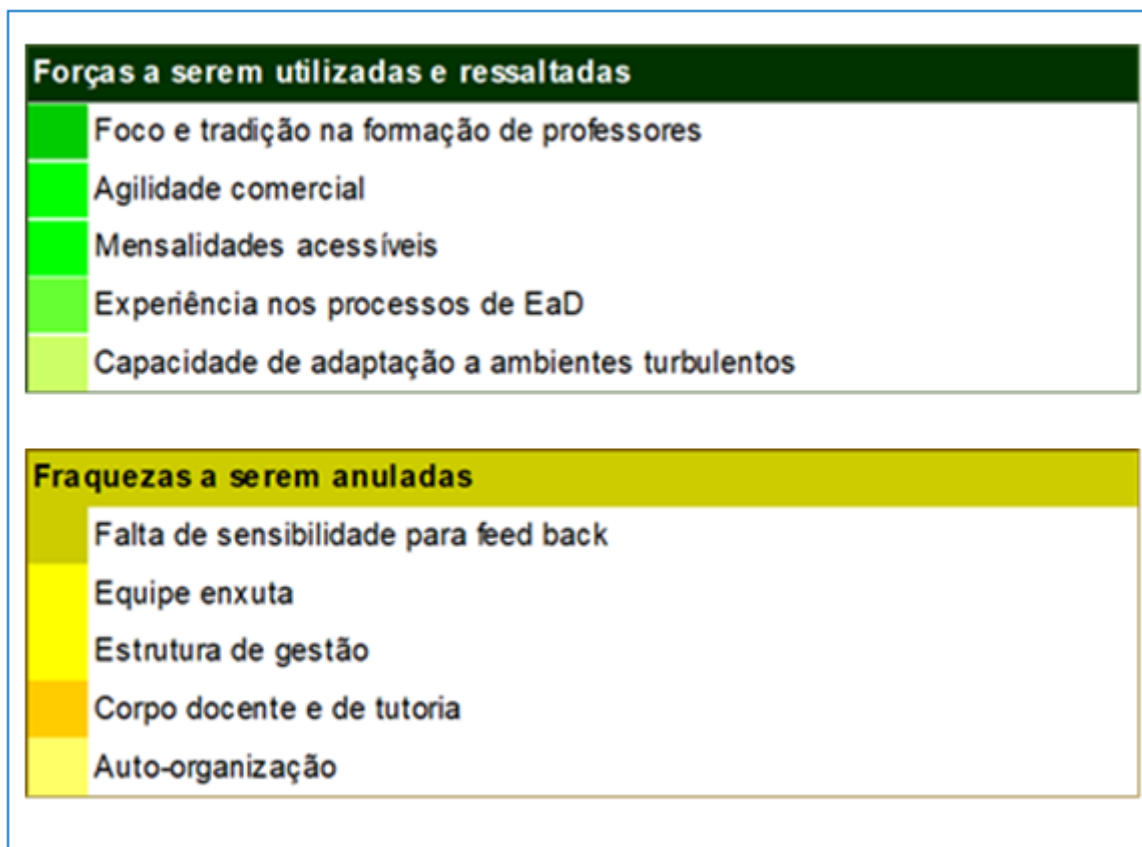 Forças a serem utilizadas e ressaltadas
Foco e tradição na formação de professores
Agilidade comercial
Mensalidades acessíveis
Experiência nos processos de EaD
Capacidade de adaptação a ambientes turbulentos
Fraquezas a serem anuladas
Falta de sensibilidade para feed back
Equipe enxuta
Estrutura de gestão
Corpo docente e de tutoria
Auto-organização